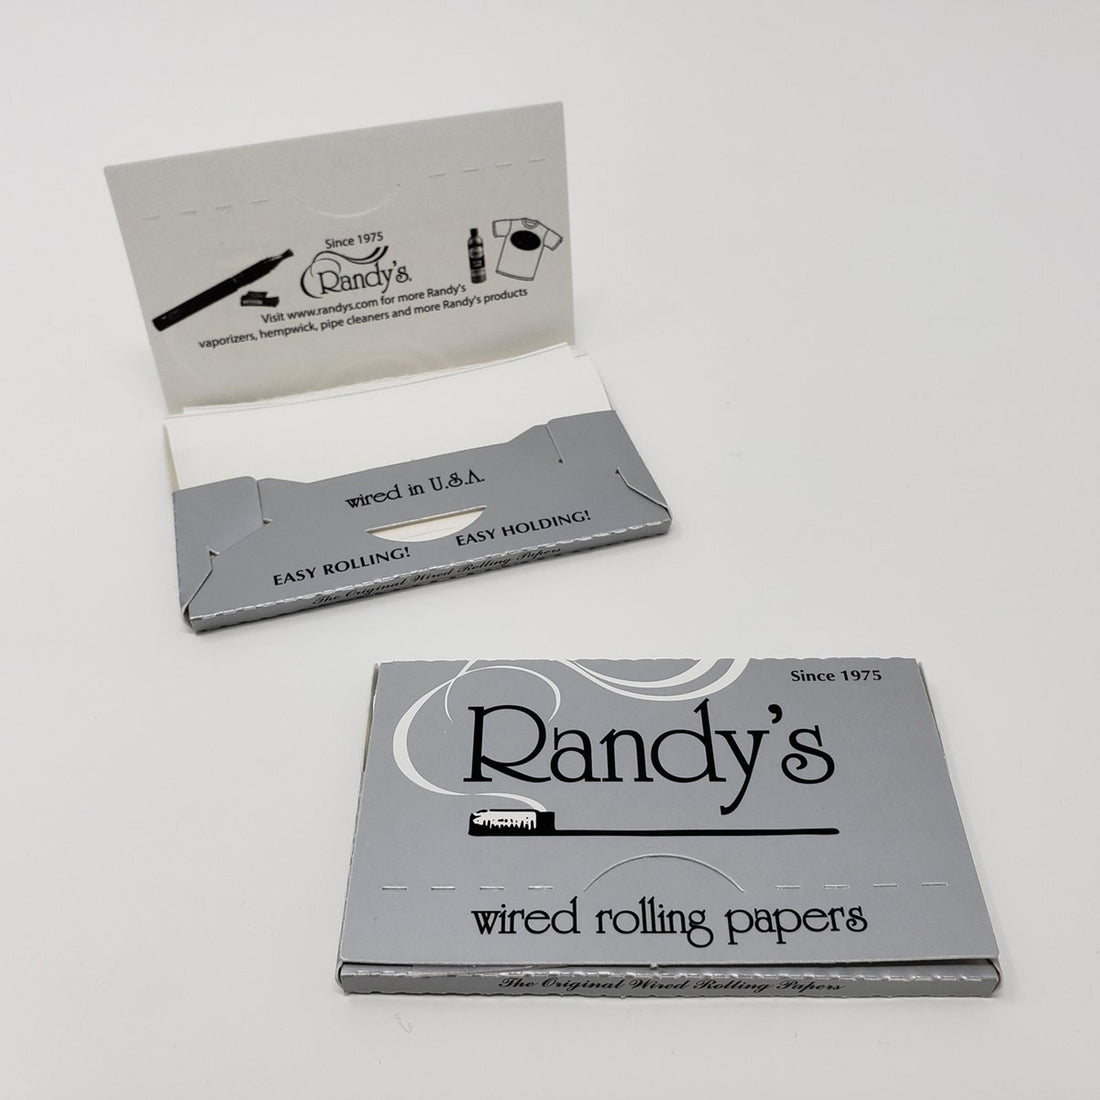 Since 1975
Randy's
Visit www.randys.com for more Randy's
vaporizers, hempwick, pipe cleaners and more Randy's products
wired in U.S.A.
EASY ROLLING! EASY HOLDING!
The Original Wired Rolling Papers
Since 1975
Randy's
wired rolling papers
The Original Wired Rolling Papers